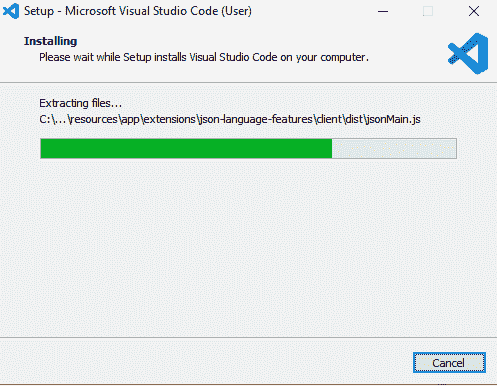 Setup - Microsoft Visual Studio Code (User)
Installing
Please wait while Setup installs Visual Studio Code on your computer.
Extracting files...
C:\...\resources\app\extensions\json-language-features\client\dist\jsonMain.js
Cancel